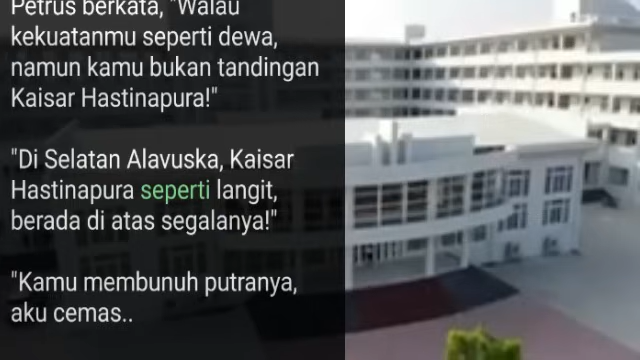 Petrus berkata, "Walau
kekuatanmu seperti dewa,
namun kamu bukan tandingan
Kaisar Hastinapura!"
"Di Selatan Alavuska, Kaisar
Hastinapura seperti langit,
berada di atas segalanya!"
"Kamu membunuh putranya,
aku cemas..